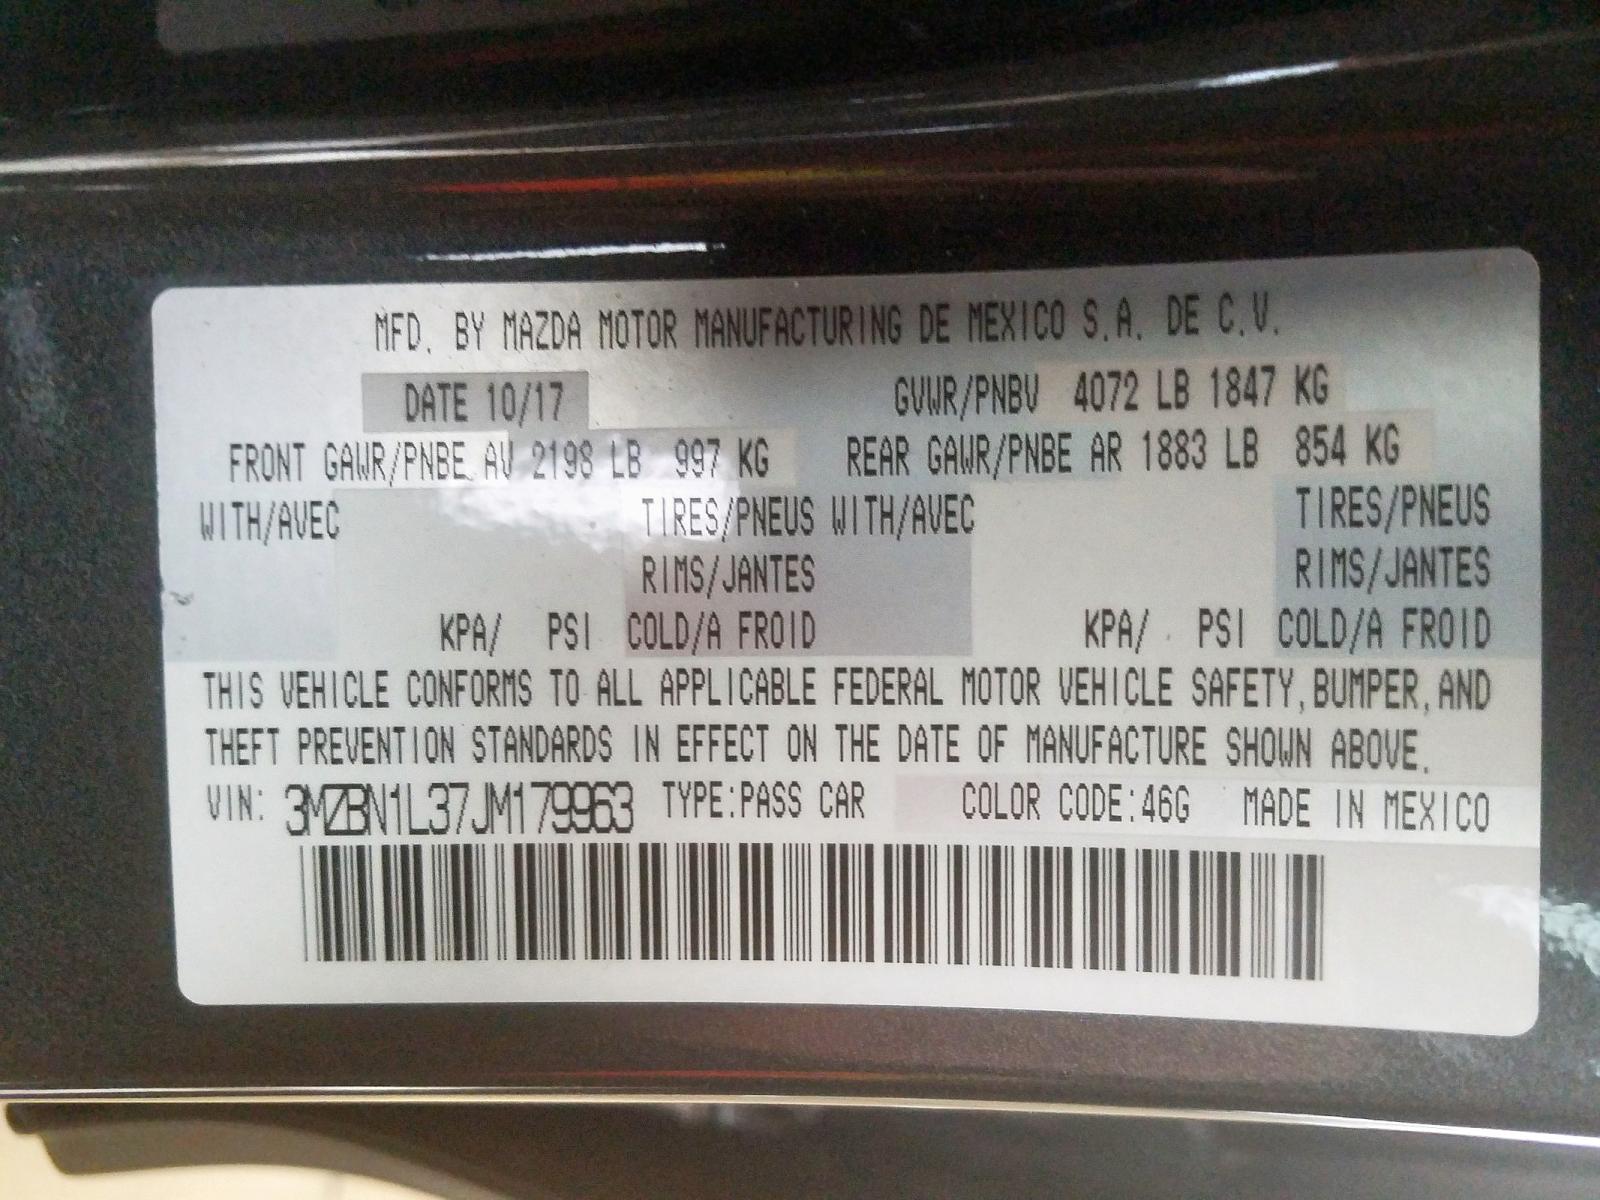 MFD. BY MAZDA MOTOR MANUFACTURING DE MEXICO S.A. DE C.V.
DATE 10/17 GVWR/PNBV 4072 LB 1847 KG
FRONT GAWR/PNBE AV 2198 LB 997 KG REAR GAWR/PNBE AR 1883 LB 854 KG
WITH/AVEC TIRES/PNEUS WITH/AVEC TIRES/PNEUS
RIMS/JANTES RIMS/JANTES
KPA/ PSI COLD/A FROID KPA/ PSI COLD/A FROID
THIS VEHICLE CONFORMS TO ALL APPLICABLE FEDERAL MOTOR VEHICLE SAFETY, BUMPER, AND
THEFT PREVENTION STANDARDS IN EFFECT ON THE DATE OF MANUFACTURE SHOWN ABOVE.
VIN: 3MZBN1L37JM179963 TYPE:PASS CAR COLOR CODE:46G MADE IN MEXICO